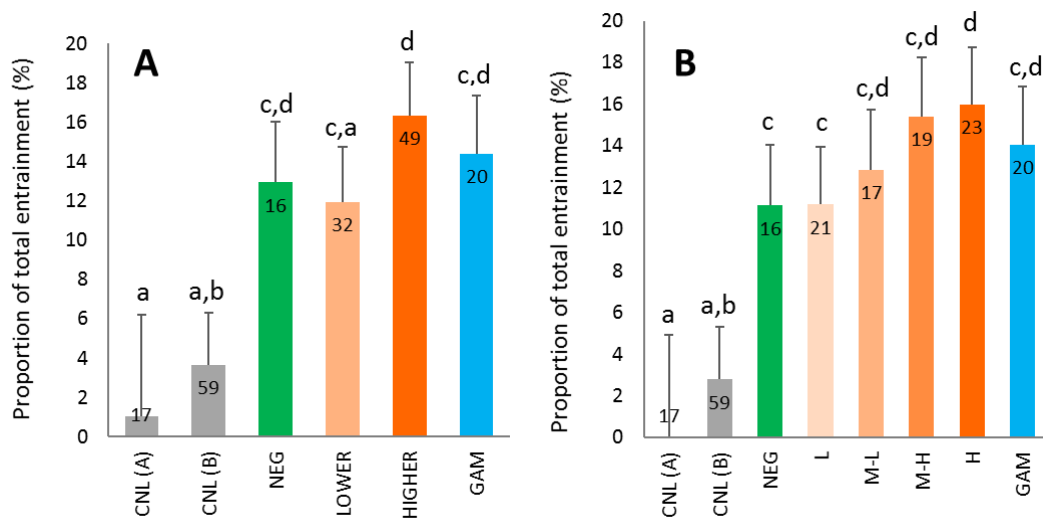 A
Proportion of total entrainment (%)
20
18
16
14
12
10
8
6
4
2
0
a
a,b
c,d
c,a
d
c,d
17
59
16
32
49
20
CNL (A)
CNL (B)
NEG
LOWER
HIGHER
GAM
B
Proportion of total entrainment (%)
20
18
16
14
12
10
8
6
4
2
0
a
a,b
c
c
c,d
c,d
d
c,d
17
59
16
21
17
19
23
20
CNL (A)
CNL (B)
NEG
L
M-L
M-H
H
GAM